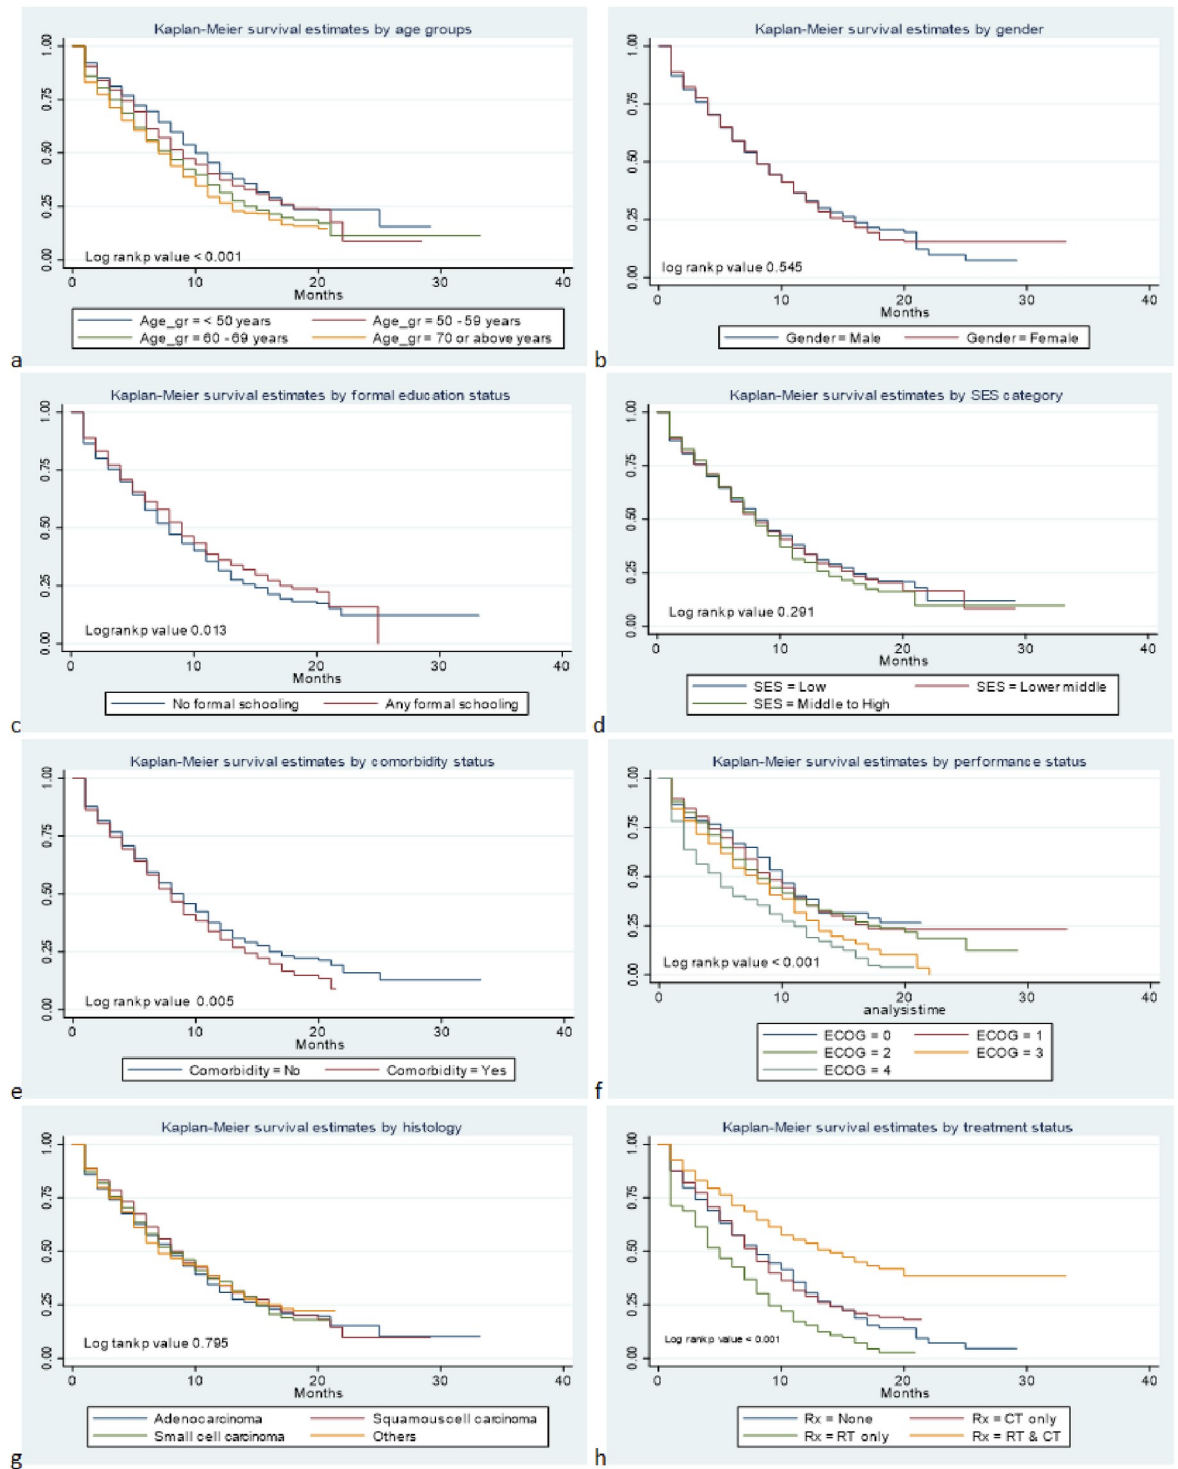 Kaplan-Meier survival estimates by age groups
1.00
0.75
0.50
0.25
0.00
Log rankp value < 0.001
0 10 20 30 40
Months
Age_gr = < 50 years Age_gr = 50 - 59 years
Age_gr = 60 - 69 years Age_gr = 70 or above years
a
Kaplan-Meier survival estimates by gender
1.00
0.75
0.50
0.25
0.00
log rankp value 0.545
0 10 20 30 40
Months
Gender = Male Gender = Female
b
Kaplan-Meier survival estimates by formal education status
1.00
0.75
0.50
0.25
0.00
Logrankp value 0.013
0 10 20 30 40
Months
No formal schooling Any formal schooling
c
Kaplan-Meier survival estimates by SES category
1.00
0.75
0.50
0.25
0.00
Log rankp value 0.291
0 10 20 30 40
Months
SES = Low SES = Lower middle
SES = Middle to High
d
Kaplan-Meier survival estimates by comorbidity status
1.00
0.75
0.50
0.25
0.00
Log rankp value 0.005
0 10 20 30 40
Months
Comorbidity = No Comorbidity = Yes
e
Kaplan-Meier survival estimates by performance status
1.00
0.75
0.50
0.25
0.00
Log rankp value < 0.001
0 10 20 30 40
analysistime
ECOG = 0 ECOG = 1
ECOG = 2 ECOG = 3
ECOG = 4
f
Kaplan-Meier survival estimates by histology
1.00
0.75
0.50
0.25
0.00
Log tankp value 0.795
0 10 20 30 40
Months
Adenocarcinoma Squamous cell carcinoma
Small cell carcinoma Others
g
Kaplan-Meier survival estimates by treatment status
1.00
0.75
0.50
0.25
0.00
Log rankp value < 0.001
0 10 20 30 40
Months
Rx = None Rx = CT only
Rx = RT only Rx = RT & CT
h